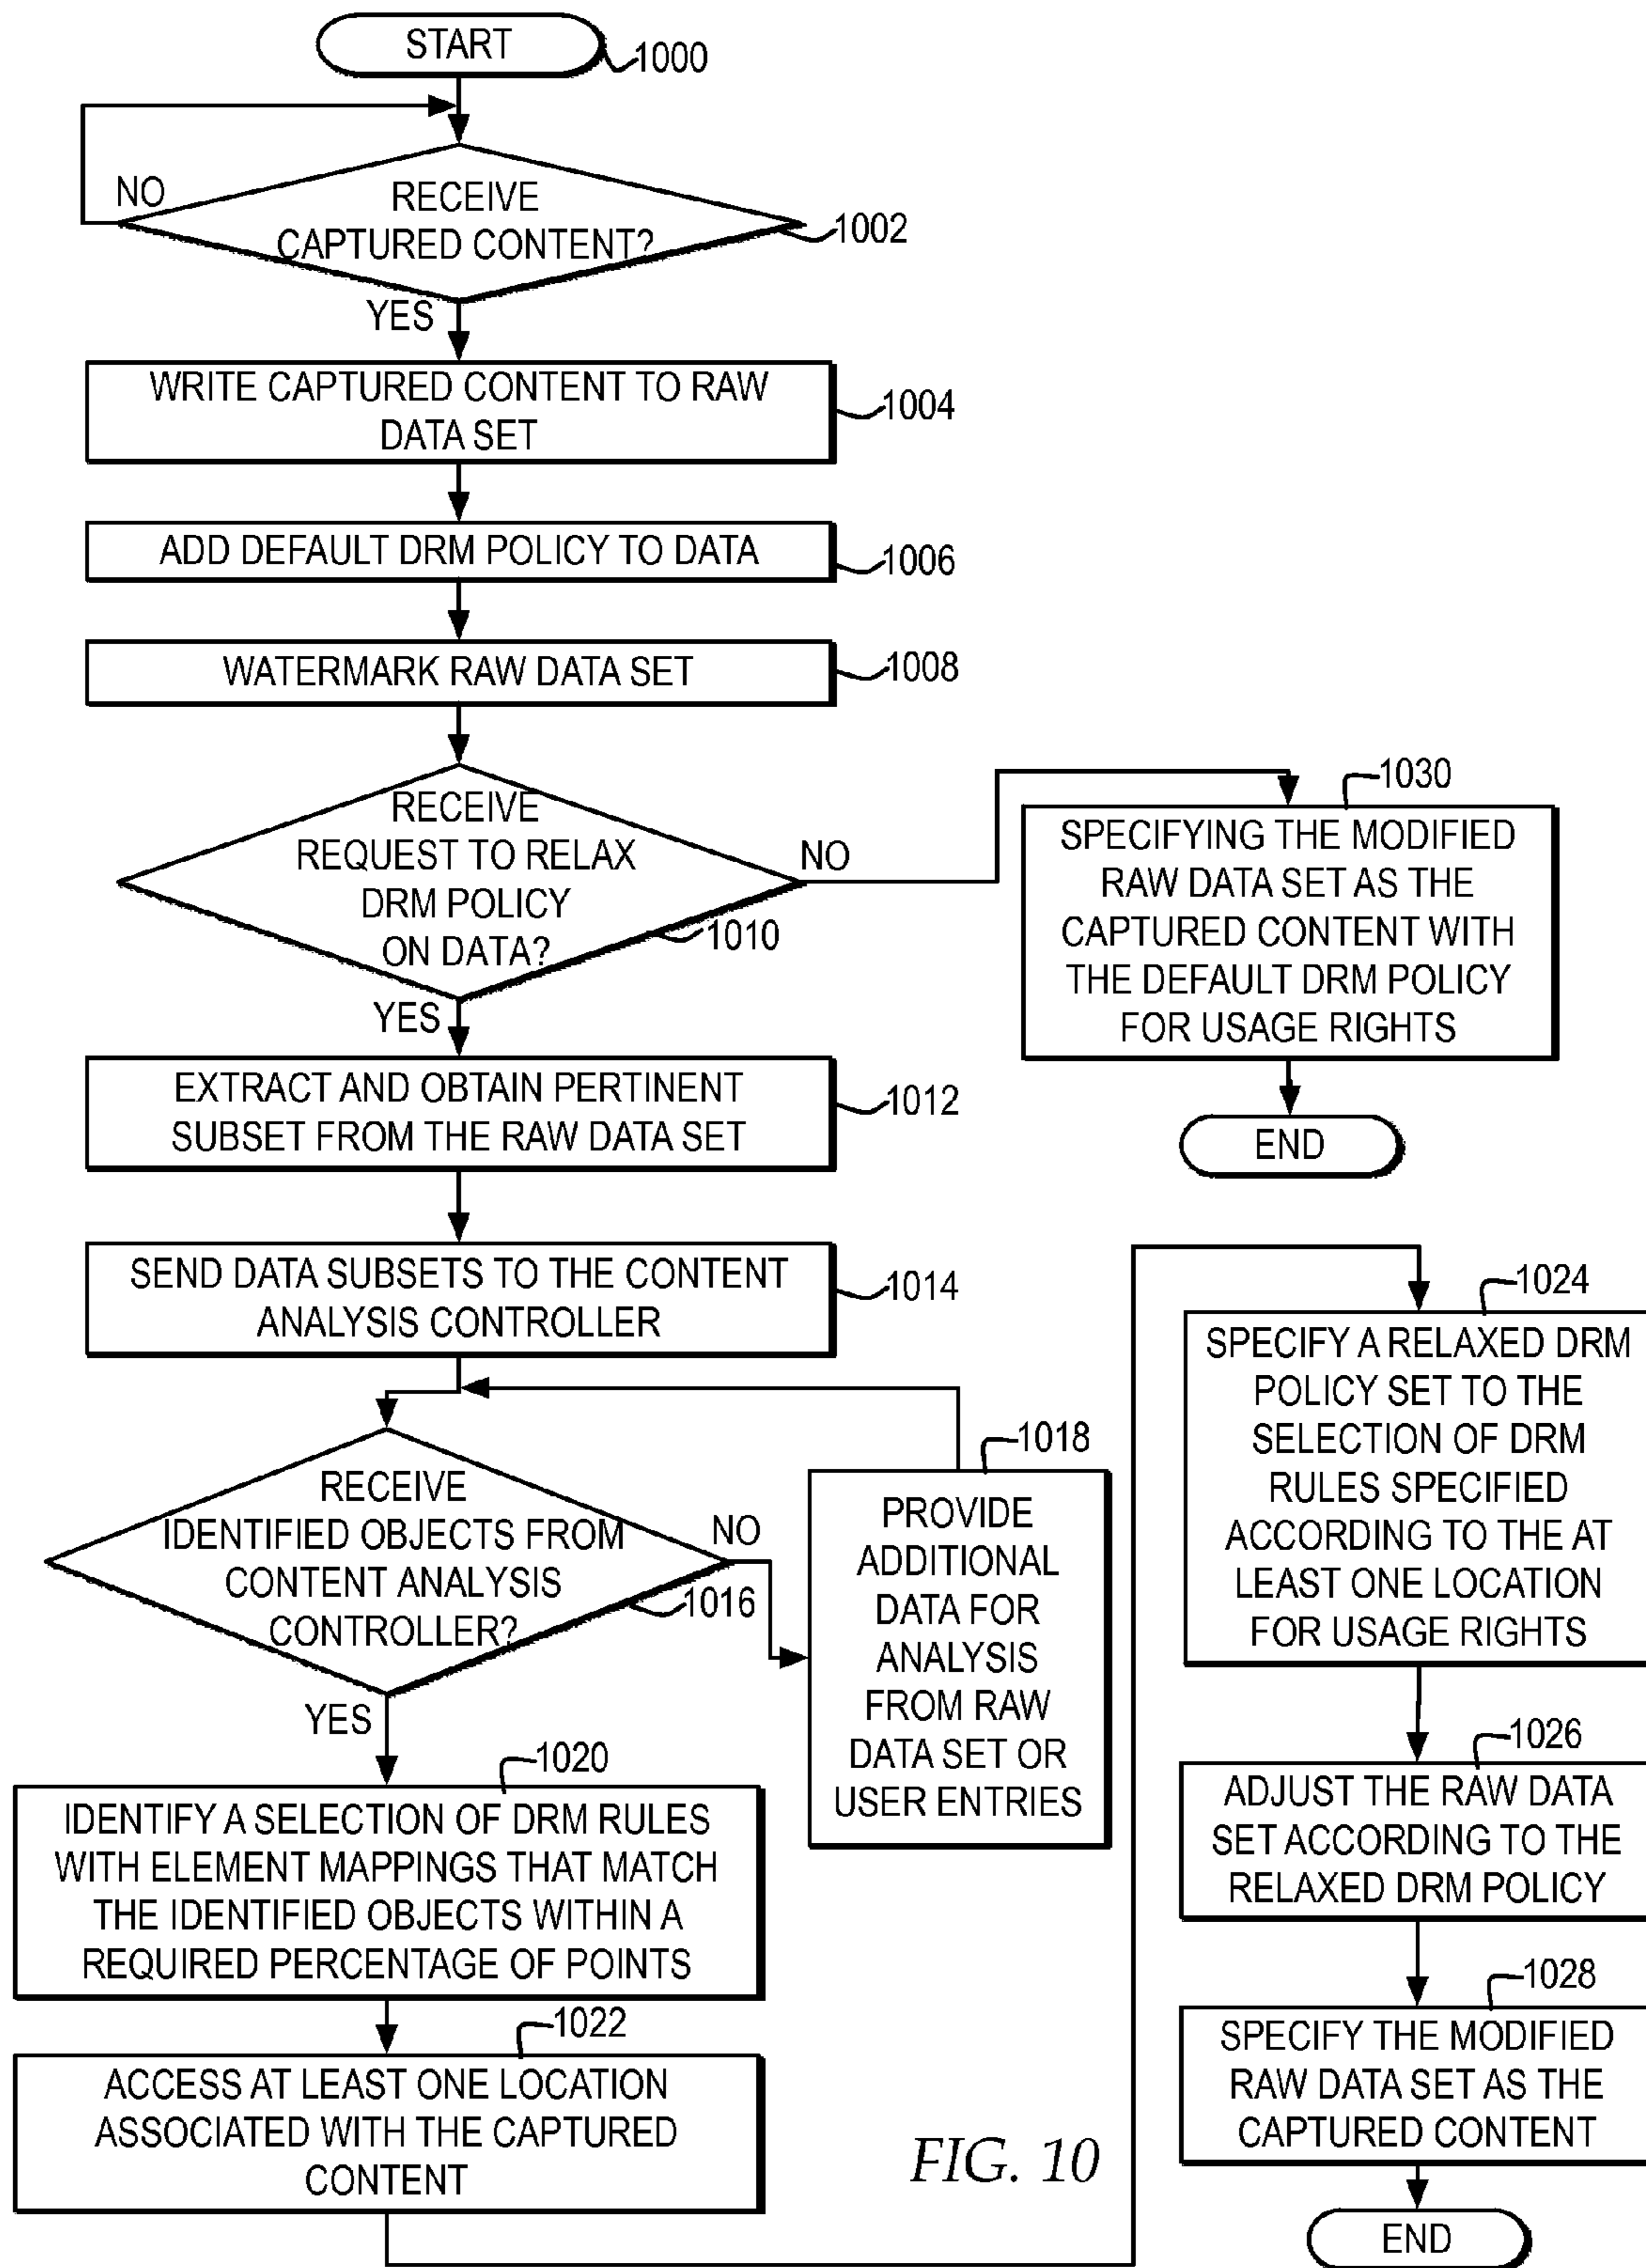 START
1000
NO
RECEIVE
CAPTURED CONTENT?
1002
YES
WRITE CAPTURED CONTENT TO RAW
DATA SET
1004
ADD DEFAULT DRM POLICY TO DATA
1006
WATERMARK RAW DATA SET
1008
RECEIVE
REQUEST TO RELAX
DRM POLICY
ON DATA?
1010
NO
YES
1030
SPECIFYING THE MODIFIED
RAW DATA SET AS THE
CAPTURED CONTENT WITH
THE DEFAULT DRM POLICY
FOR USAGE RIGHTS
END
EXTRACT AND OBTAIN PERTINENT
SUBSET FROM THE RAW DATA SET
1012
SEND DATA SUBSETS TO THE CONTENT
ANALYSIS CONTROLLER
1014
RECEIVE
IDENTIFIED OBJECTS FROM
CONTENT ANALYSIS
CONTROLLER?
1016
NO
YES
1018
PROVIDE
ADDITIONAL
DATA FOR
ANALYSIS
FROM RAW
DATA SET OR
USER ENTRIES
1020
IDENTIFY A SELECTION OF DRM RULES
WITH ELEMENT MAPPINGS THAT MATCH
THE IDENTIFIED OBJECTS WITHIN A
REQUIRED PERCENTAGE OF POINTS
1022
ACCESS AT LEAST ONE LOCATION
ASSOCIATED WITH THE CAPTURED
CONTENT
1024
SPECIFY A RELAXED DRM
POLICY SET TO THE
SELECTION OF DRM
RULES SPECIFIED
ACCORDING TO THE AT
LEAST ONE LOCATION
FOR USAGE RIGHTS
1026
ADJUST THE RAW DATA
SET ACCORDING TO THE
RELAXED DRM POLICY
1028
SPECIFY THE MODIFIED
RAW DATA SET AS THE
CAPTURED CONTENT
END
FIG. 10